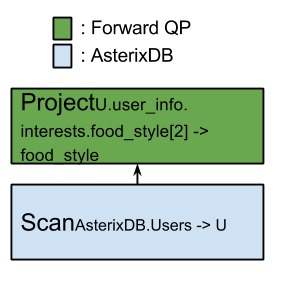 : Forward QP
: AsterixDB
ProjectU.user_info.
interests.food_style[2] ->
food_style
ScanAsterixDB.Users -> U